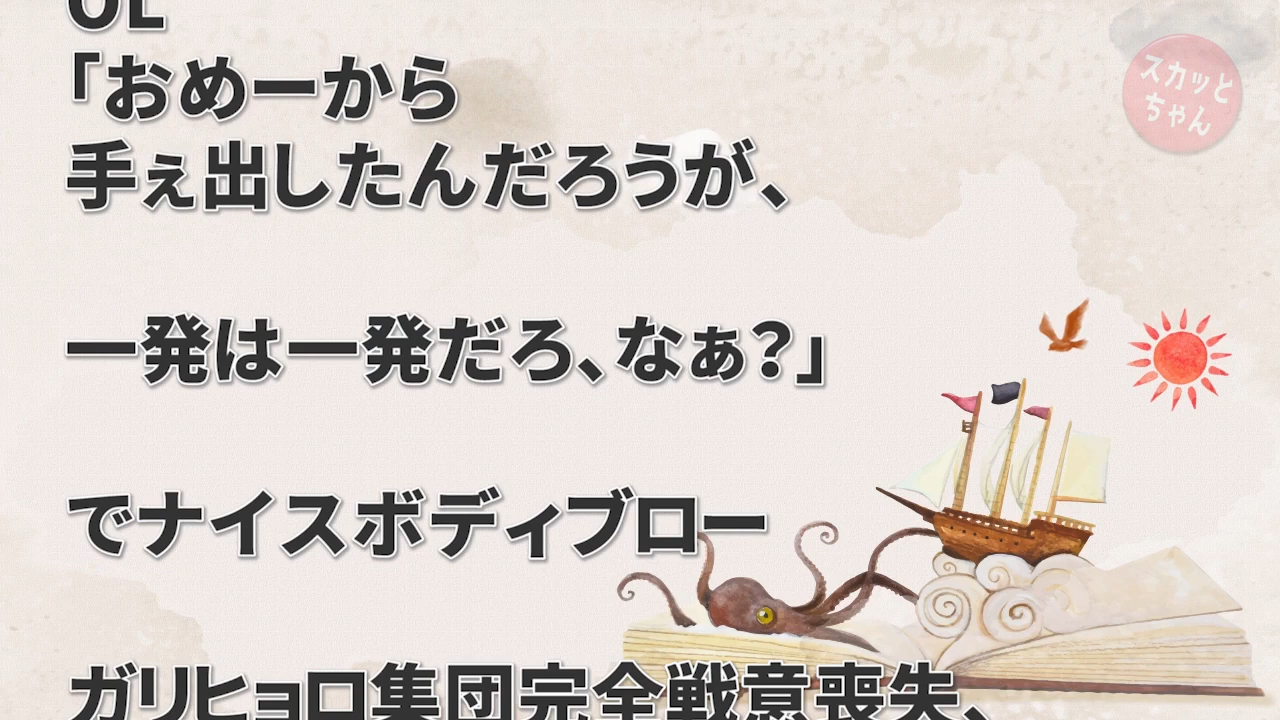 OL
「おめーから
手ぇ出したんだろうが、
一発は一発だろ、なぁ？」
でナイスボディブロー
ガリヒョロ集団完全戦意喪失、
スカッと
ちゃん